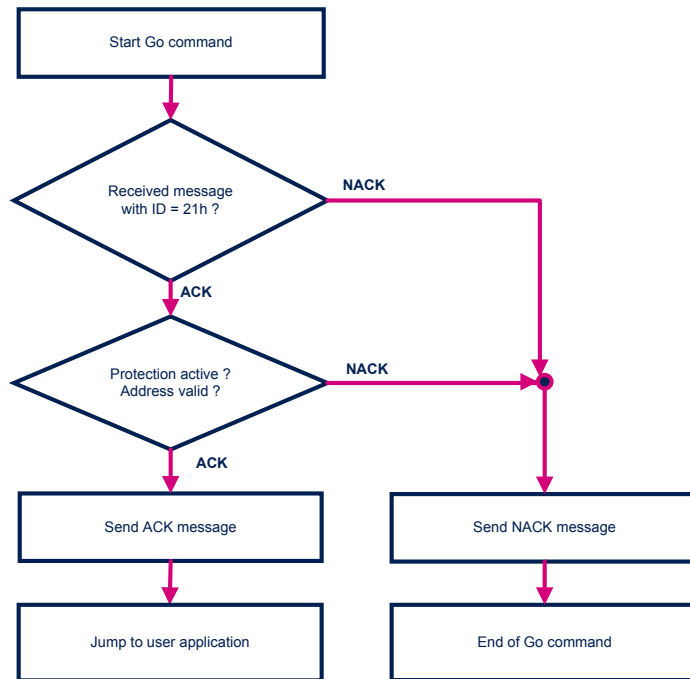 Start Go command
Received message
with ID = 21h ?
NACK
ACK
Protection active ?
Address valid ?
NACK
ACK
Send ACK message
Send NACK message
Jump to user application
End of Go command